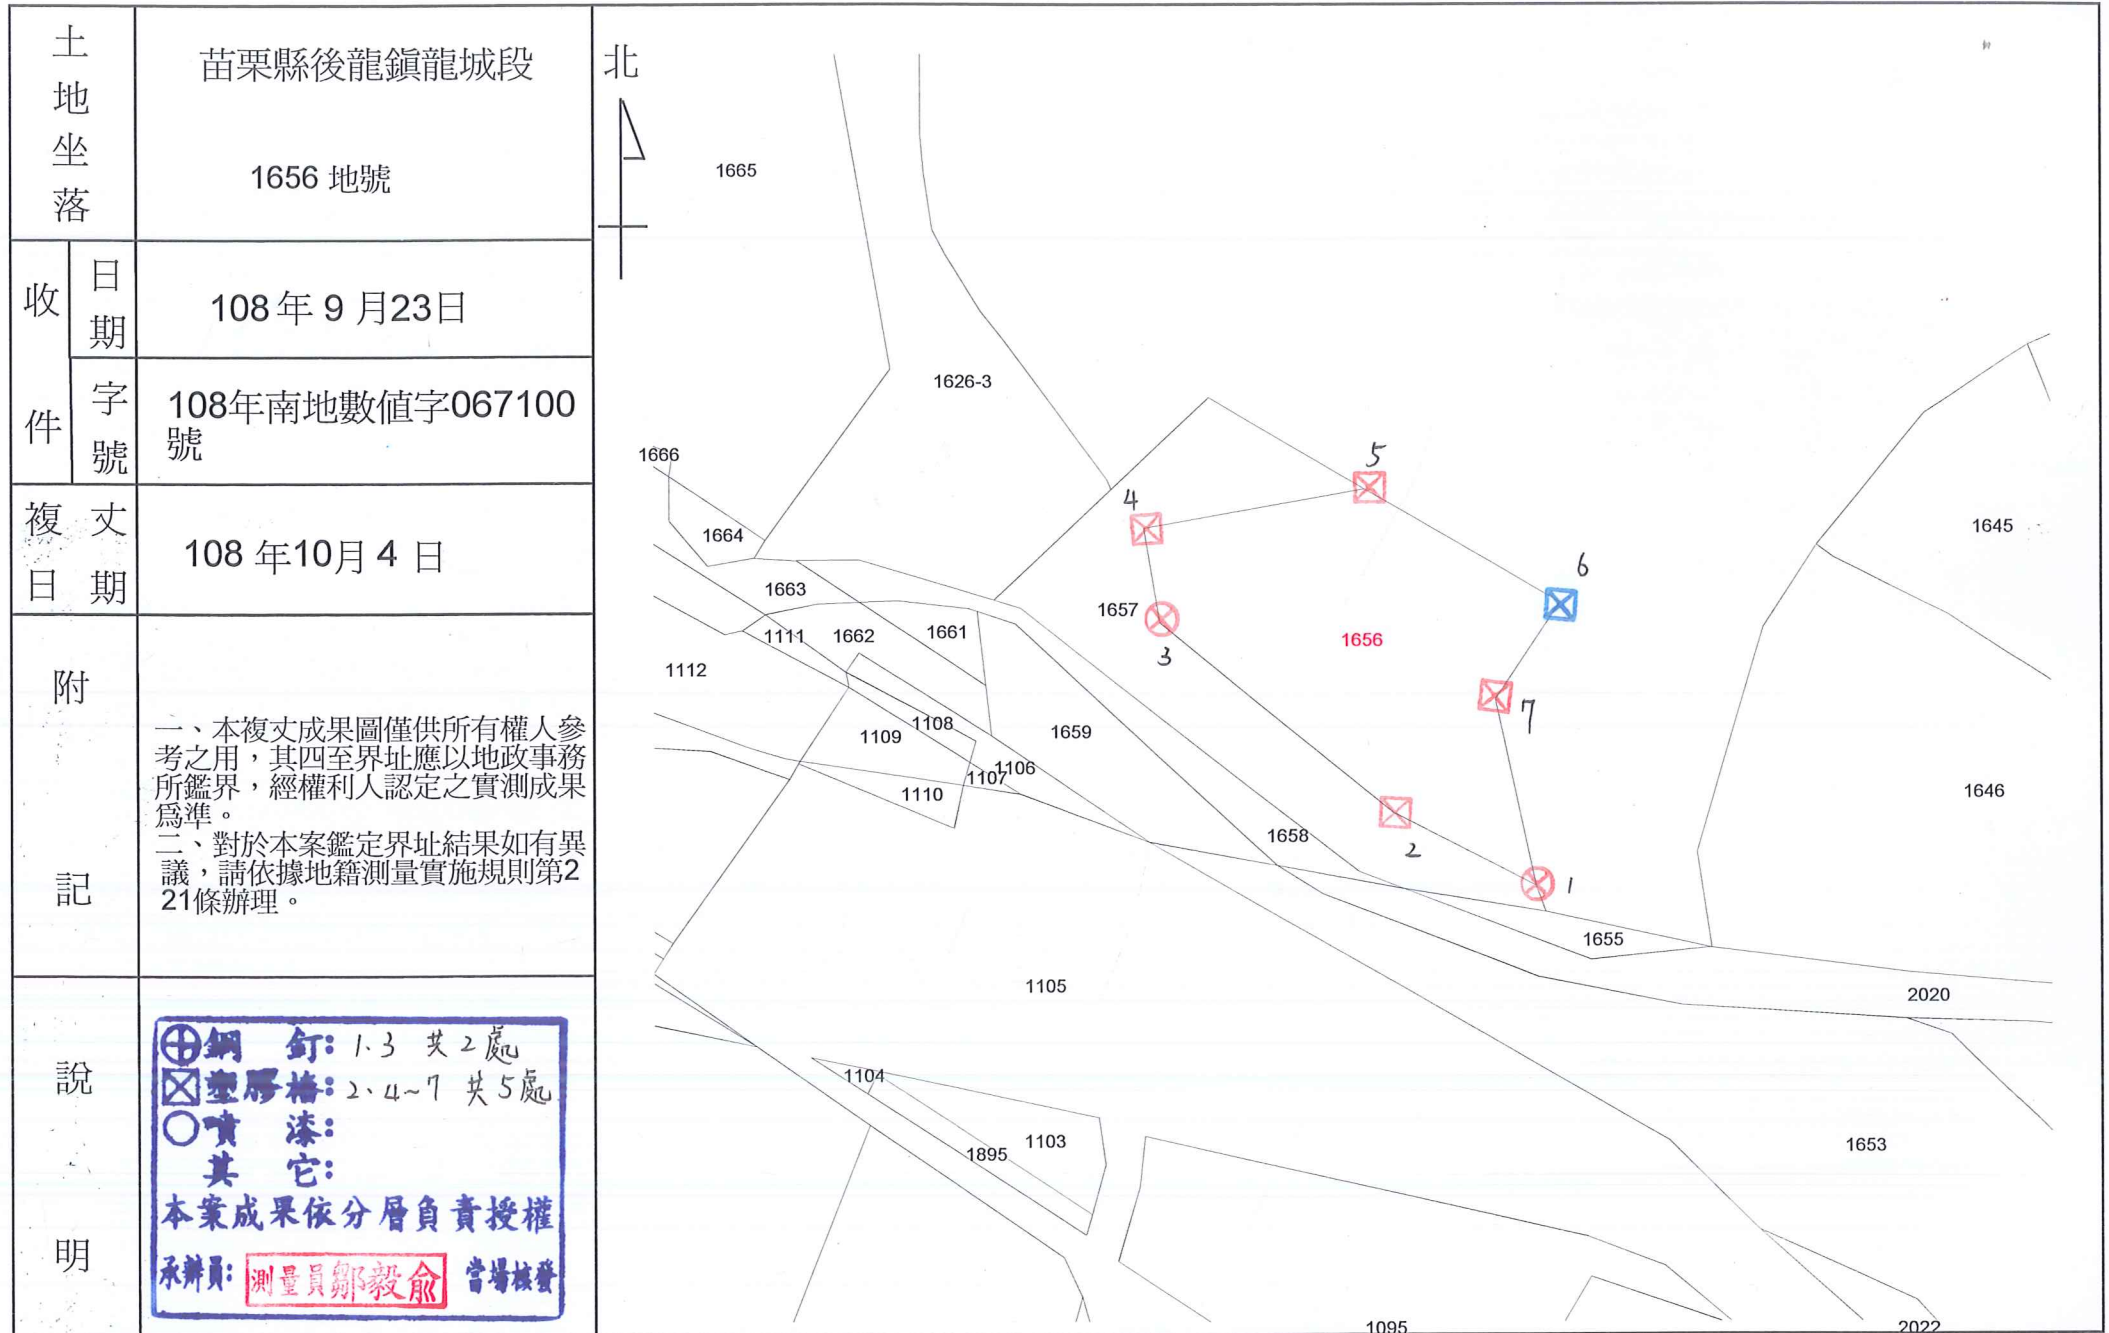 土地坐落
苗栗縣後龍鎮龍城段
1656 地號
收件
日期
108 年 9 月23日
字號
108年南地數值字067100
號
複丈
日期
108 年10月 4 日
附記
一、本複丈成果圖僅供所有權人參
考之用，其四至界址應以地政事務
所鑑界，經權利人認定之實測成果
為準。
二、對於本案鑑定界址結果如有異
議，請依據地籍測量實施規則第2
21條辦理。
說明
鋼 釘：1.3 共2處
塑膠樁：2、4~7 共5處
噴 漆：
其 它：
本案成果依分層負責授權
承辦員：測量員鄒毅俞 當場核發
北
1665
1626-3
1666
1664
1663
1111
1662
1661
1112
1657
1656
1645
1108
1109
1659
1107
1106
1110
1646
1658
1655
1105
2020
1104
1895
1103
1653
1095
2022
5
4
6
3
7
2
1